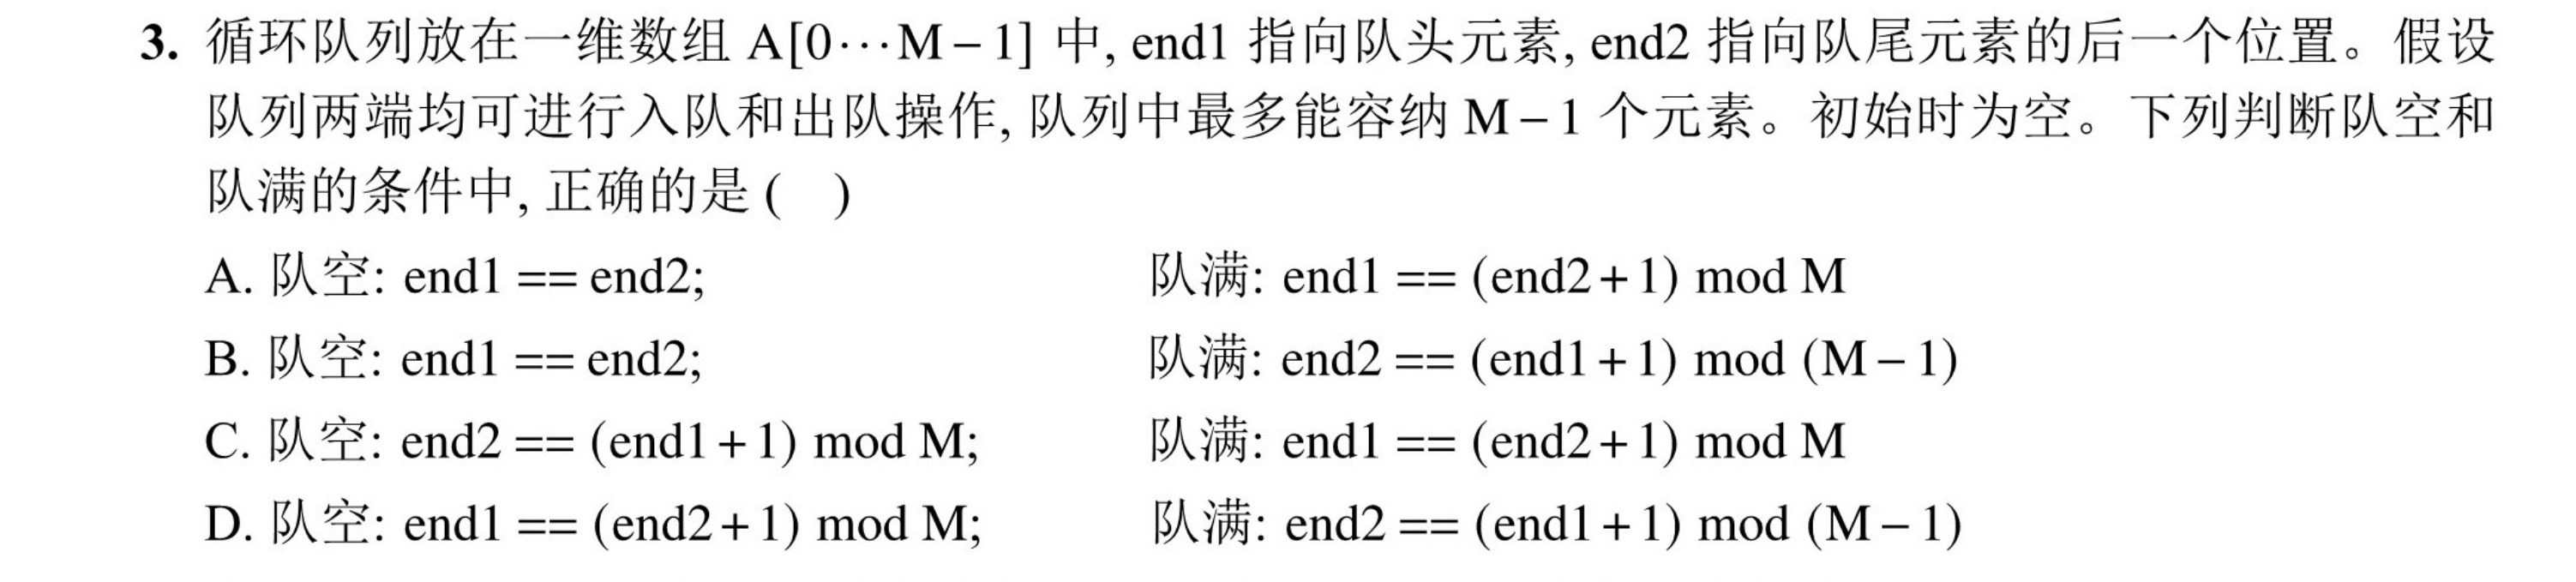 3. 循环队列放在一维数组 A[0···M−1] 中, end1 指向队头元素, end2 指向队尾元素的后一个位置。假设
队列两端均可进行入队和出队操作, 队列中最多能容纳 M−1 个元素。初始时为空。下列判断队空和
队满的条件中, 正确的是 (   )
A. 队空: end1 == end2; 队满: end1 == (end2+1) mod M
B. 队空: end1 == end2; 队满: end2 == (end1+1) mod (M−1)
C. 队空: end2 == (end1+1) mod M; 队满: end1 == (end2+1) mod M
D. 队空: end1 == (end2+1) mod M; 队满: end2 == (end1+1) mod (M−1)